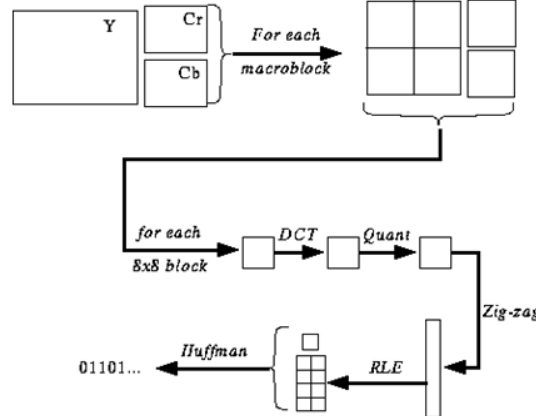 Y
Cr
Cb
For each
macroblock
for each
8x8 block
DCT
Quant
Zig-zag
RLE
Huffman
01101...